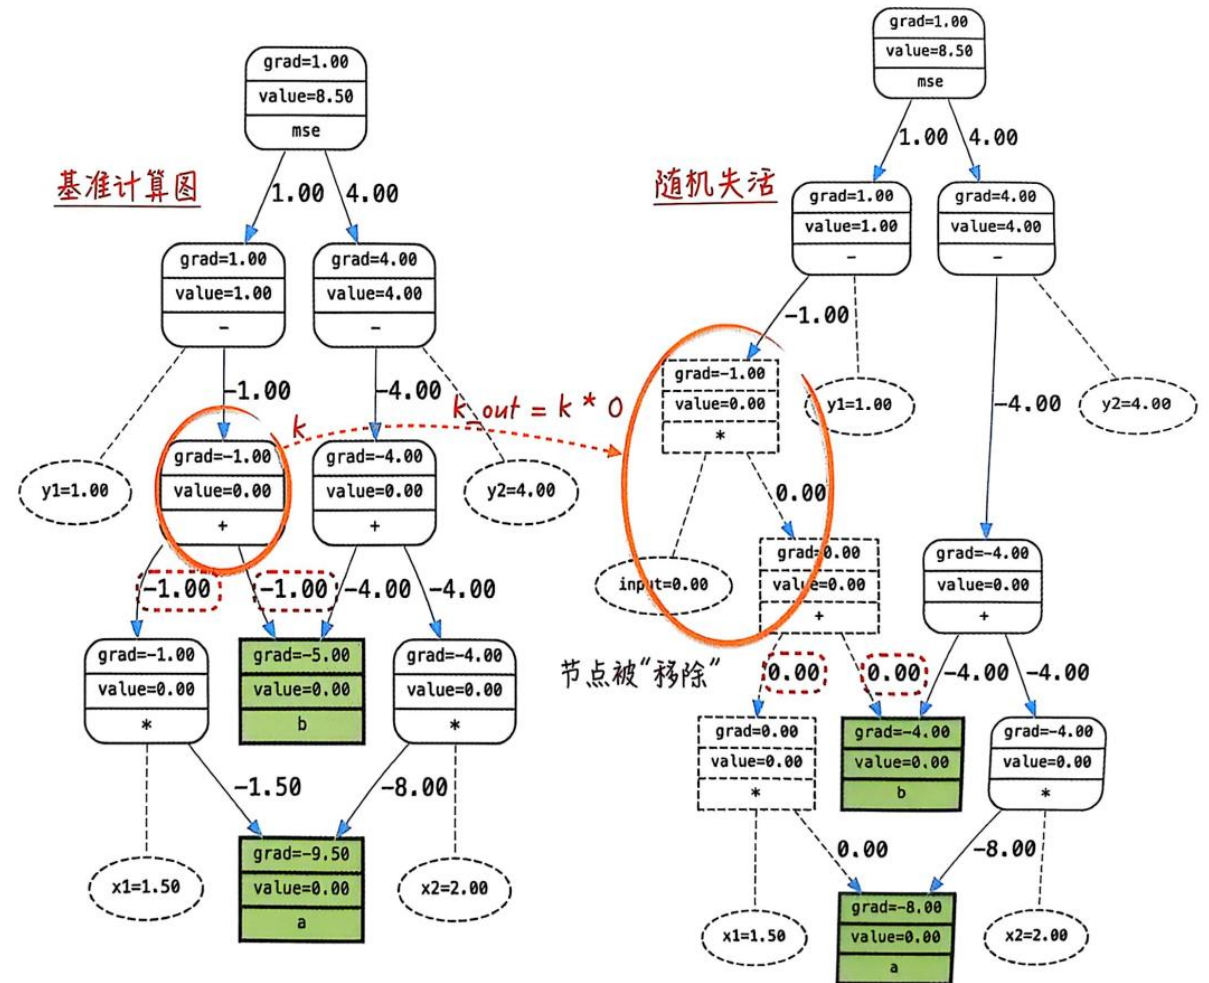 grad=1.00
value=8.50
mse
基准计算图
1.00
4.00
grad=1.00
value=1.00
−
grad=4.00
value=4.00
−
-1.00
-4.00
k
k_out = k * 0
y1=1.00
grad=-1.00
value=0.00
+
grad=-4.00
value=0.00
+
y2=4.00
-1.00
-1.00
-4.00
-4.00
grad=-1.00
value=0.00
*
grad=-5.00
value=0.00
b
grad=-4.00
value=0.00
*
-1.50
-8.00
x1=1.50
grad=-9.50
value=0.00
a
x2=2.00
grad=1.00
value=8.50
mse
随机失活
1.00
4.00
grad=1.00
value=1.00
−
grad=4.00
value=4.00
−
-1.00
grad=-1.00
value=0.00
*
y1=1.00
-4.00
y2=4.00
0.00
input=0.00
grad=0.00
value=0.00
+
grad=-4.00
value=0.00
+
节点被“移除”
0.00
0.00
-4.00
-4.00
grad=0.00
value=0.00
*
grad=-4.00
value=0.00
b
grad=-4.00
value=0.00
*
0.00
-8.00
x1=1.50
grad=-8.00
value=0.00
a
x2=2.00